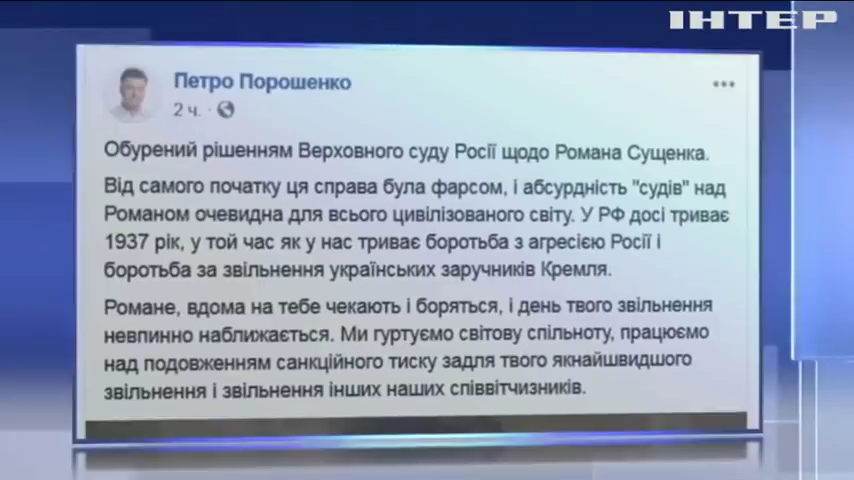 ІНТЕР
Петро Порошенко
2 ч. ·
Обурений рішенням Верховного суду Росії щодо Романа Сущенка.
Від самого початку ця справа була фарсом, і абсурдність "судів" над
Романом очевидна для всього цивілізованого світу. У РФ досі триває
1937 рік, у той час як у нас триває боротьба з агресією Росії і
боротьба за звільнення українських заручників Кремля.
Романе, вдома на тебе чекають і боряться, і день твого звільнення
невпинно наближається. Ми гуртуємо світову спільноту, працюємо
над подовженням санкційного тиску задля твого якнайшвидшого
звільнення і звільнення інших наших співвітчизників.